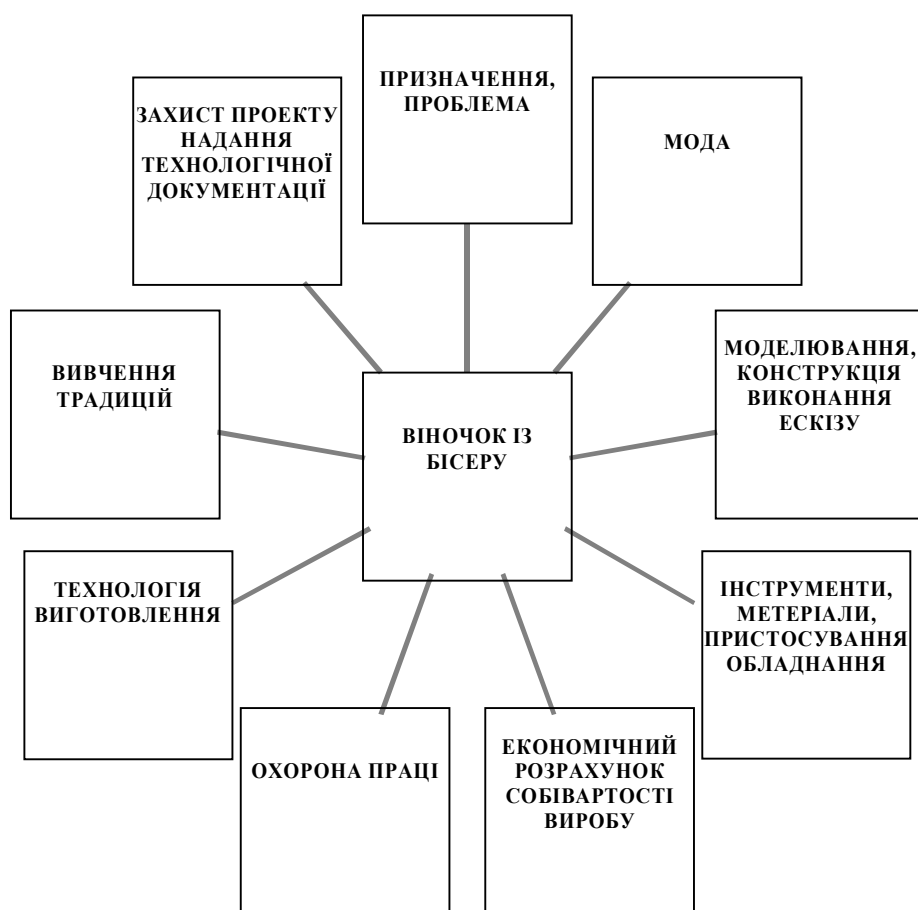 ПРИЗНАЧЕННЯ,
ПРОБЛЕМА
ЗАХИСТ ПРОЕКТУ
НАДАННЯ
ТЕХНОЛОГІЧНОЇ
ДОКУМЕНТАЦІЇ
МОДА
ВИВЧЕННЯ
ТРАДИЦІЙ
МОДЕЛЮВАННЯ,
КОНСТРУКЦІЯ
ВИКОНАННЯ
ЕСКІЗУ
ВІНОЧОК ІЗ
БІСЕРУ
ТЕХНОЛОГІЯ
ВИГОТОВЛЕННЯ
ІНСТРУМЕНТИ,
МЕТЕРІАЛИ,
ПРИСТОСУВАННЯ
ОБЛАДНАННЯ
ОХОРОНА ПРАЦІ
ЕКОНОМІЧНИЙ
РОЗРАХУНОК
СОБІВАРТОСТІ
ВИРОБУ